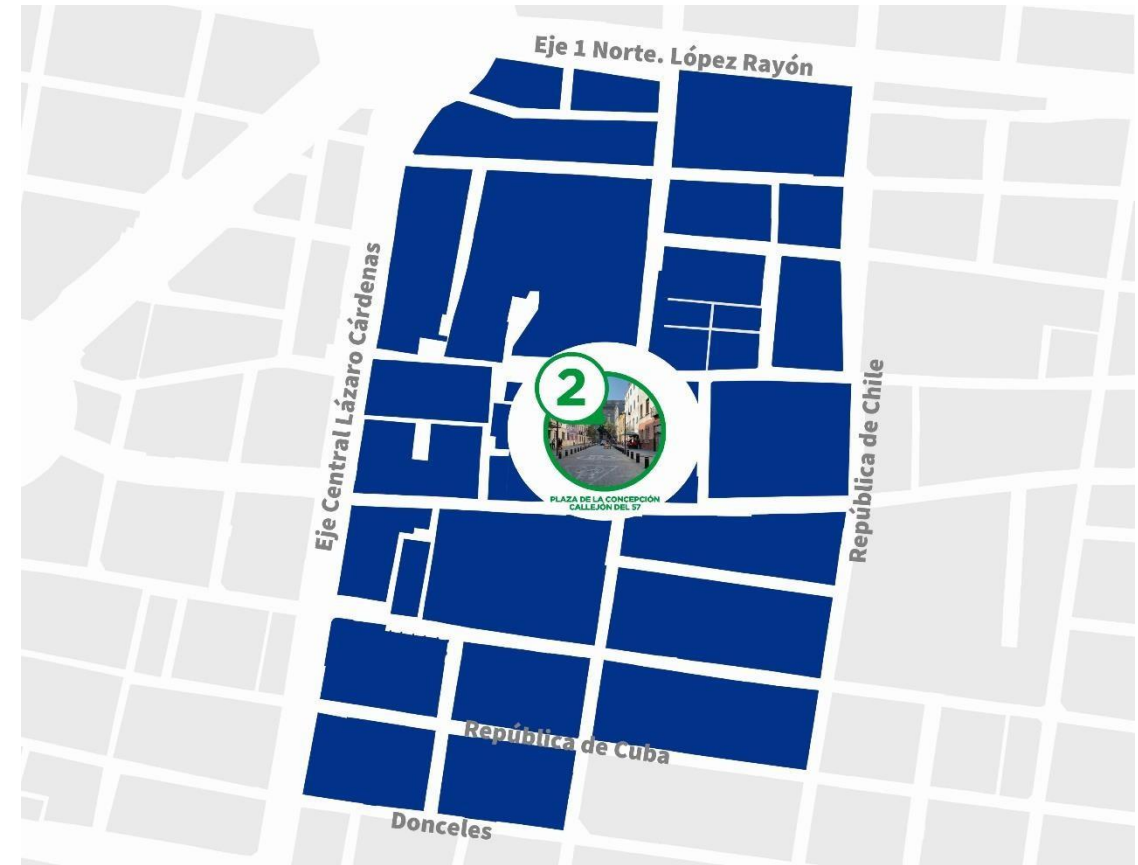 Eje 1 Norte. López Rayón
Eje Central Lázaro Cárdenas
2
PLAZA DE LA CONCEPCIÓN
CALLEJÓN DEL 57
República de Chile
República de Cuba
Donceles